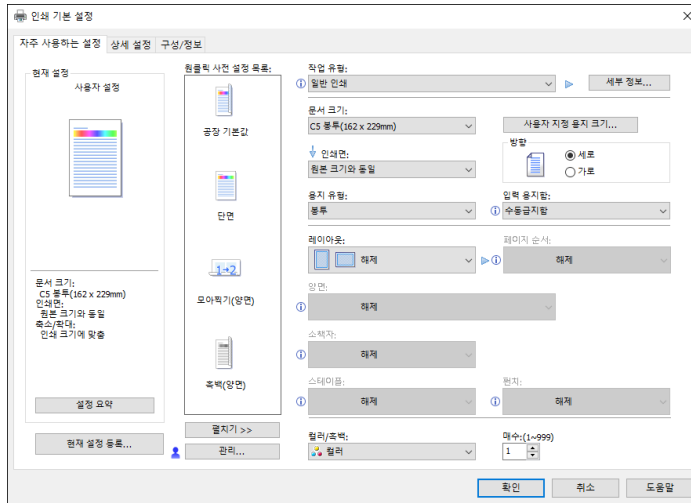 인쇄 기본 설정
자주 사용하는 설정 상세 설정 구성/정보
현재 설정
사용자 설정
문서 크기:
C5 봉투(162 x 229mm)
인쇄면:
원본 크기와 동일
축소/확대:
인쇄 크기에 맞춤
설정 요약
현재 설정 등록...
원클릭 사전 설정 목록:
공장 기본값
단면
1→2
모아찍기(양면)
흑백(양면)
펼치기 >>
관리...
작업 유형:
일반 인쇄
세부 정보...
문서 크기:
C5 봉투(162 x 229mm)
사용자 지정 용지 크기...
인쇄면:
원본 크기와 동일
방향
세로
가로
용지 유형:
봉투
입력 용지함:
수동급지함
레이아웃:
해제
페이지 순서:
해제
양면:
해제
소책자:
해제
스테이플:
해제
펀치:
해제
컬러/흑백:
컬러
매수:(1~999)
1
확인 취소 도움말